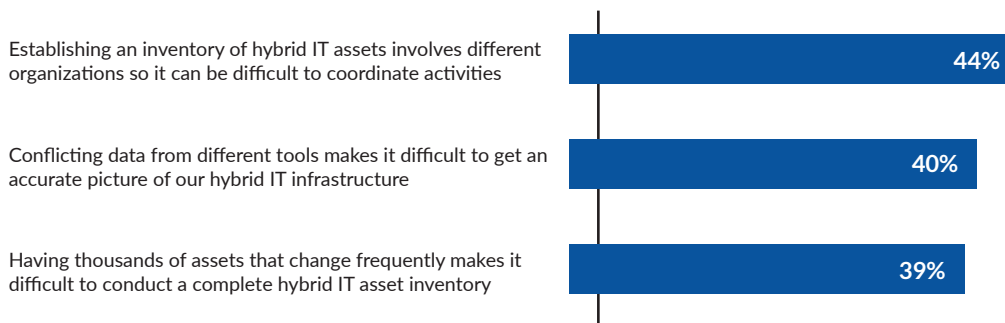 Establishing an inventory of hybrid IT assets involves different
organizations so it can be difficult to coordinate activities
44%
Conflicting data from different tools makes it difficult to get an
accurate picture of our hybrid IT infrastructure
40%
Having thousands of assets that change frequently makes it
difficult to conduct a complete hybrid IT asset inventory
39%